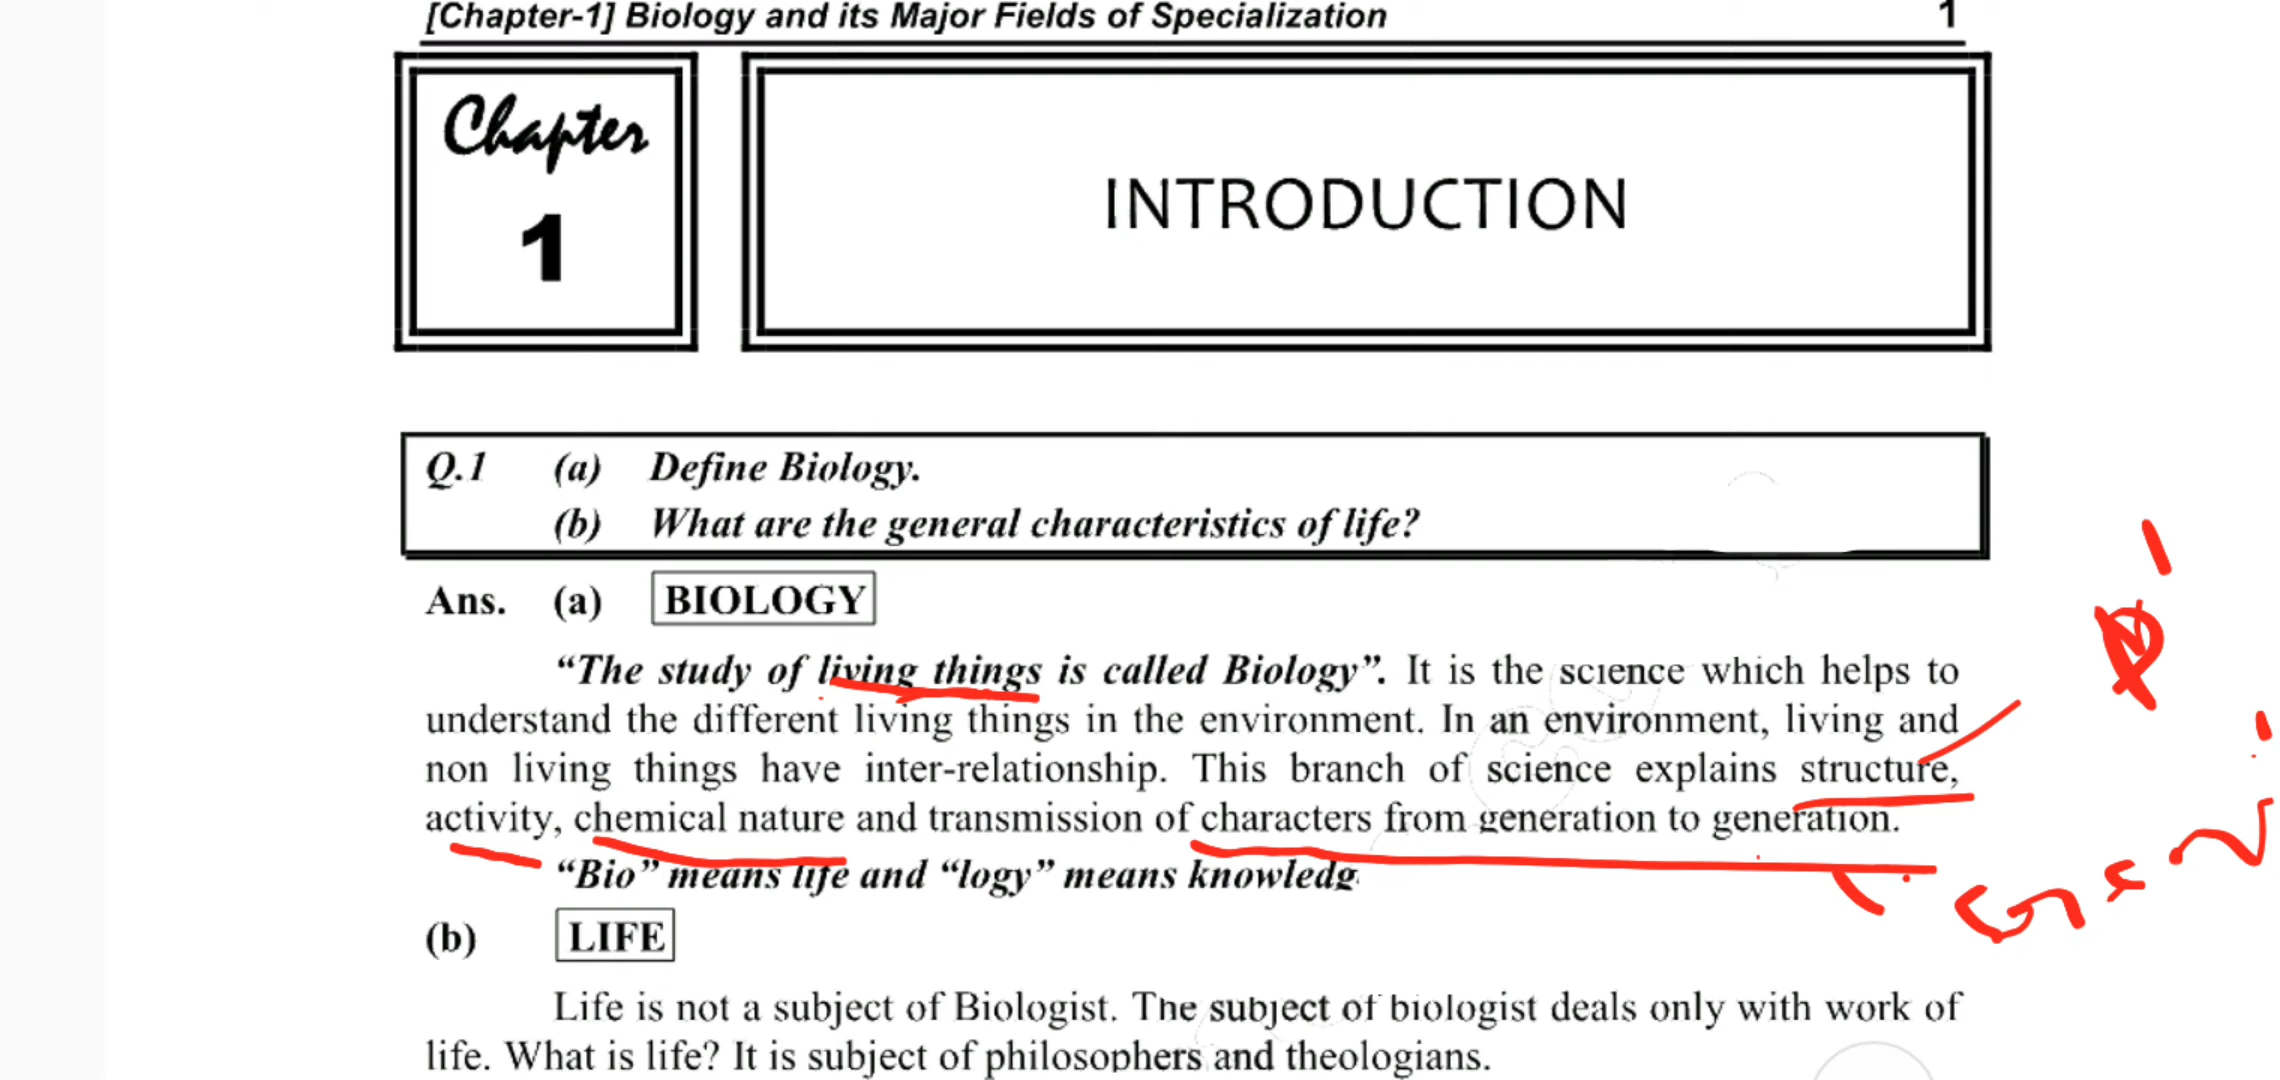 [Chapter-1] Biology and its Major Fields of Specialization 1
Chapter
1
INTRODUCTION
Q.1 (a) Define Biology.
(b) What are the general characteristics of life?
Ans. (a) BIOLOGY
“The study of living things is called Biology”. It is the science which helps to
understand the different living things in the environment. In an environment, living and
non living things have inter-relationship. This branch of science explains structure,
activity, chemical nature and transmission of characters from generation to generation.
“Bio” means life and “logy” means knowledg
(b) LIFE
Life is not a subject of Biologist. The subject of biologist deals only with work of
life. What is life? It is subject of philosophers and theologians.